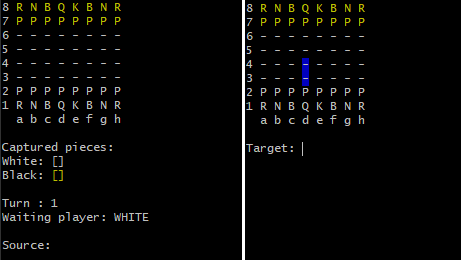 8 R N B Q K B N R
7 P P P P P P P P
6 - - - - - - - -
5 - - - - - - - -
4 - - - - - - - -
3 - - - - - - - -
2 P P P P P P P P
1 R N B Q K B N R
a b c d e f g h
Captured pieces:
White: []
Black: []
Turn : 1
Waiting player: WHITE
Source:
8 R N B Q K B N R
7 P P P P P P P P
6 - - - - - - - -
5 - - - - - - - -
4 - - - - - - - -
3 - - - - - - - -
2 P P P P P P P P
1 R N B Q K B N R
a b c d e f g h
Target: